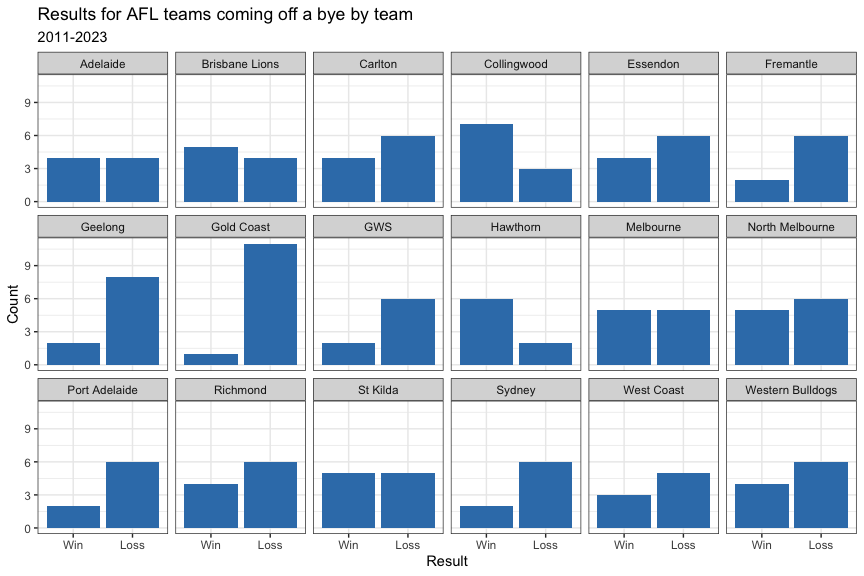 Results for AFL teams coming off a bye by team
2011-2023
Adelaide Brisbane Lions Carlton Collingwood Essendon Fremantle
9
6
3
0
Geelong Gold Coast GWS Hawthorn Melbourne North Melbourne
9
6
3
0
Count
Port Adelaide Richmond St Kilda Sydney West Coast Western Bulldogs
9
6
3
0
Win Loss Win Loss Win Loss Win Loss Win Loss Win Loss
Result